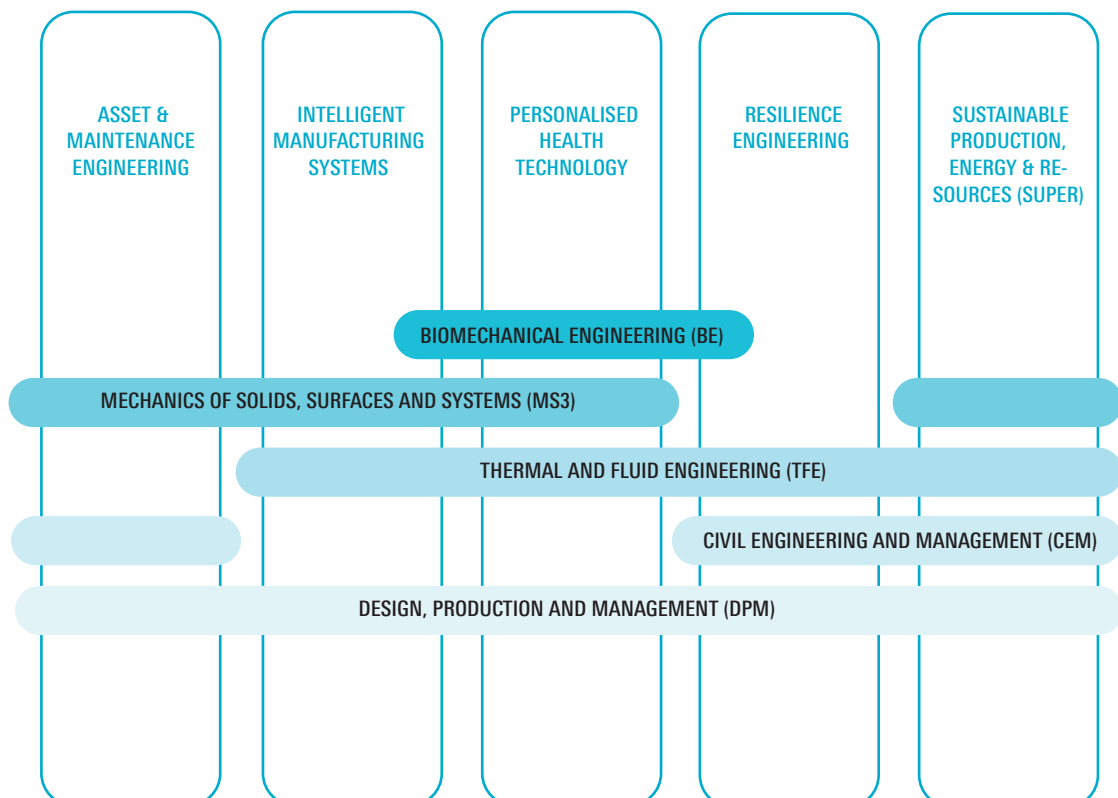 ASSET &
MAINTENANCE
ENGINEERING
INTELLIGENT
MANUFACTURING
SYSTEMS
PERSONALISED
HEALTH
TECHNOLOGY
RESILIENCE
ENGINEERING
SUSTAINABLE
PRODUCTION,
ENERGY & RE-
SOURCES (SUPER)
BIOMECHANICAL ENGINEERING (BE)
MECHANICS OF SOLIDS, SURFACES AND SYSTEMS (MS3)
THERMAL AND FLUID ENGINEERING (TFE)
CIVIL ENGINEERING AND MANAGEMENT (CEM)
DESIGN, PRODUCTION AND MANAGEMENT (DPM)